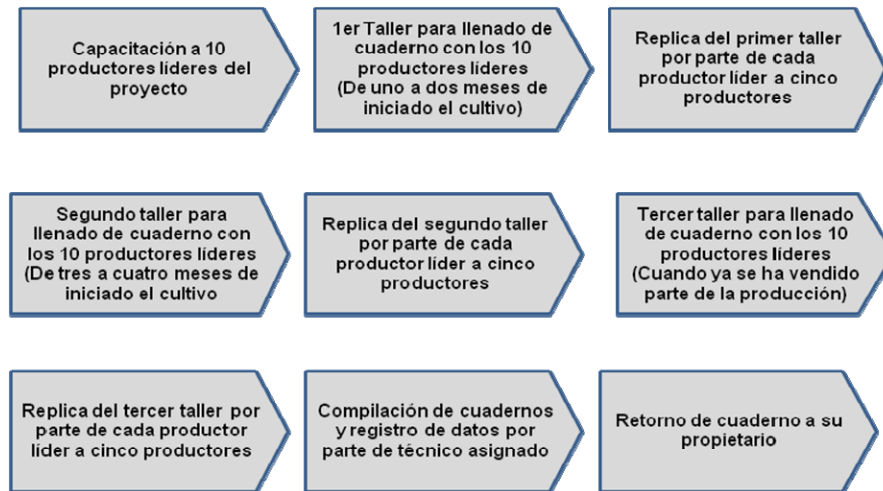 Capacitación a 10
productores líderes del
proyecto
1er Taller para llenado de
cuaderno con los 10
productores líderes
(De uno a dos meses de
iniciado el cultivo)
Replica del primer taller
por parte de cada
productor líder a cinco
productores
Segundo taller para
llenado de cuaderno con
los 10 productores líderes
(De tres a cuatro meses de
iniciado el cultivo
Replica del segundo taller
por parte de cada
productor líder a cinco
productores
Tercer taller para llenado
de cuaderno con los 10
productores líderes
(Cuando ya se ha vendido
parte de la producción)
Replica del tercer taller por
parte de cada productor
líder a cinco productores
Compilación de cuadernos
y registro de datos por
parte de técnico asignado
Retorno de cuaderno a su
propietario